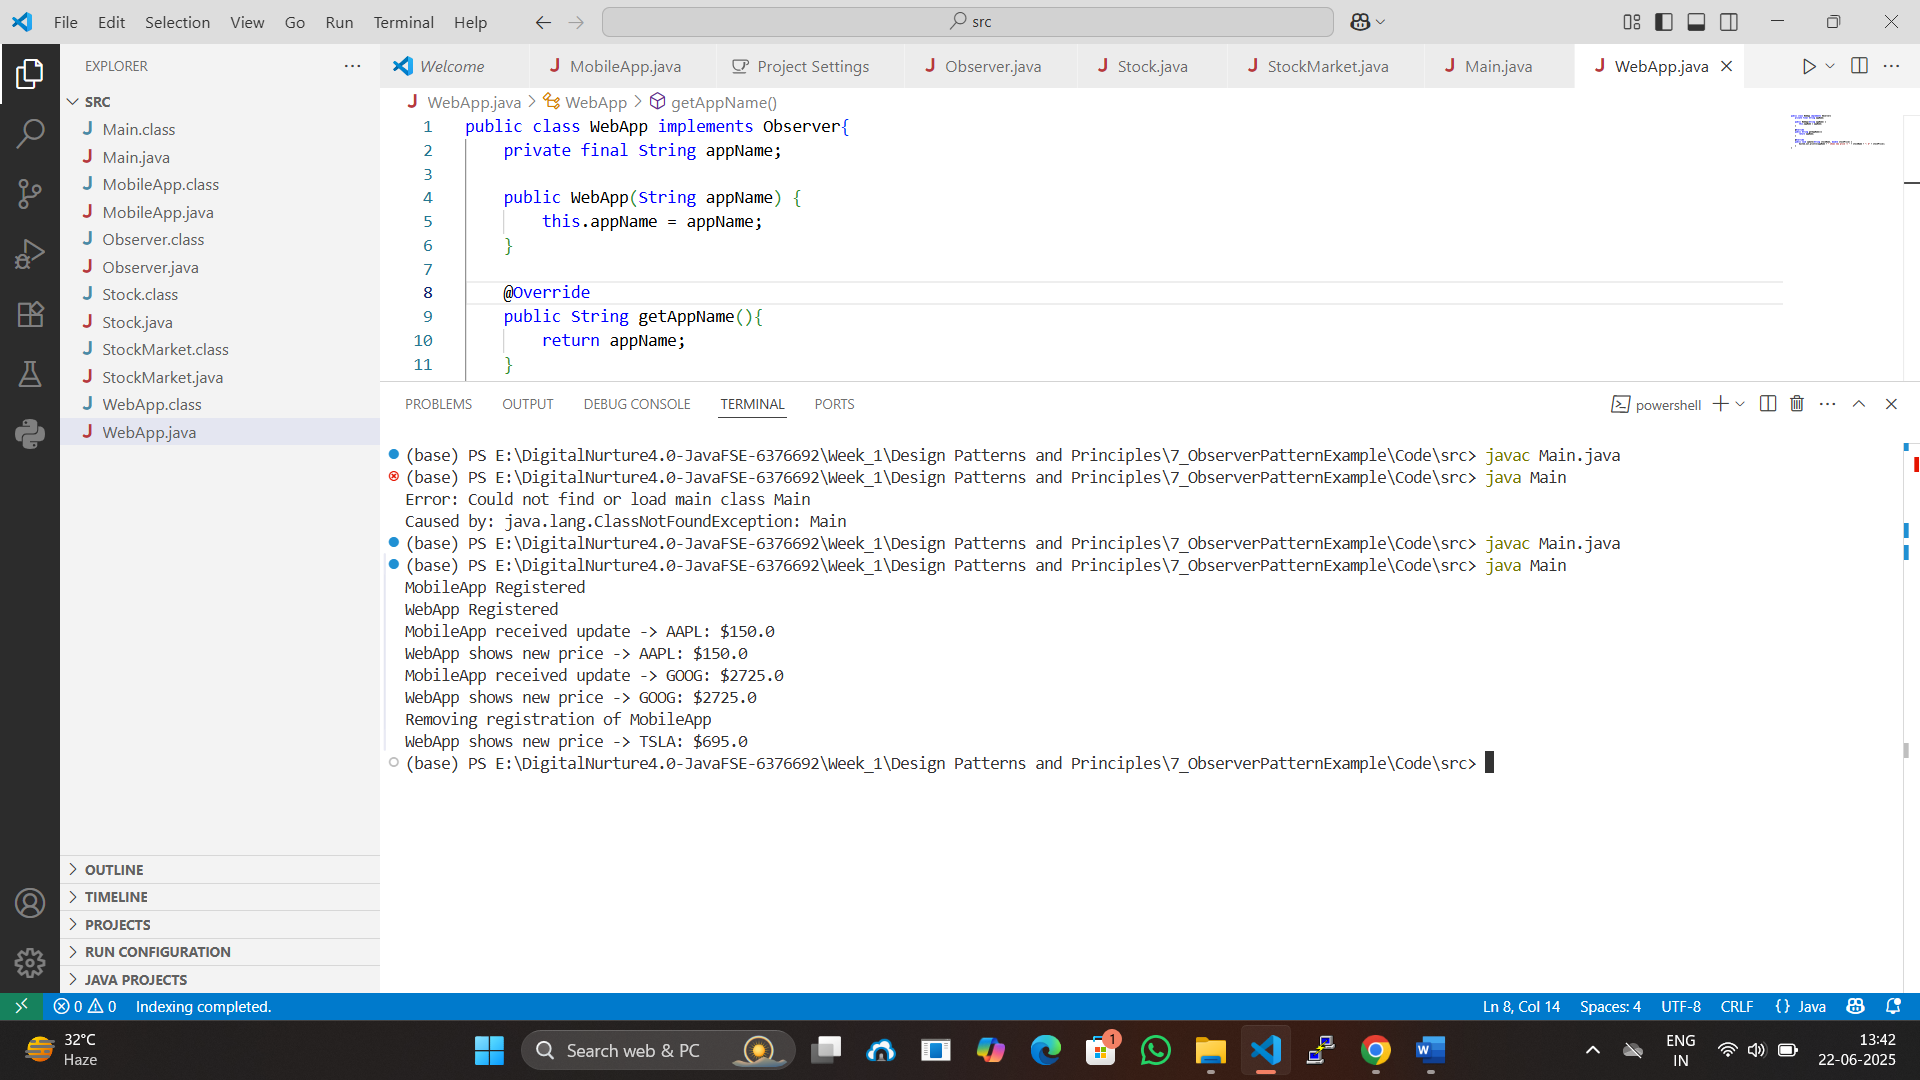 File Edit Selection View Go Run Terminal Help
src
EXPLORER
SRC
Main.class
Main.java
MobileApp.class
MobileApp.java
Observer.class
Observer.java
Stock.class
Stock.java
StockMarket.class
StockMarket.java
WebApp.class
WebApp.java
OUTLINE
TIMELINE
PROJECTS
RUN CONFIGURATION
JAVA PROJECTS
Welcome MobileApp.java Project Settings Observer.java Stock.java StockMarket.java Main.java WebApp.java
WebApp.java > WebApp > getAppName()
1 public class WebApp implements Observer{
2 private final String appName;
3
4 public WebApp(String appName) {
5 this.appName = appName;
6 }
7
8 @Override
9 public String getAppName(){
10 return appName;
11 }
PROBLEMS OUTPUT DEBUG CONSOLE TERMINAL PORTS
powershell
(base) PS E:\DigitalNurture4.0-JavaFSE-6376692\Week_1\Design Patterns and Principles\7_ObserverPatternExample\Code\src> javac Main.java
(base) PS E:\DigitalNurture4.0-JavaFSE-6376692\Week_1\Design Patterns and Principles\7_ObserverPatternExample\Code\src> java Main
Error: Could not find or load main class Main
Caused by: java.lang.ClassNotFoundException: Main
(base) PS E:\DigitalNurture4.0-JavaFSE-6376692\Week_1\Design Patterns and Principles\7_ObserverPatternExample\Code\src> javac Main.java
(base) PS E:\DigitalNurture4.0-JavaFSE-6376692\Week_1\Design Patterns and Principles\7_ObserverPatternExample\Code\src> java Main
MobileApp Registered
WebApp Registered
MobileApp received update -> AAPL: $150.0
WebApp shows new price -> AAPL: $150.0
MobileApp received update -> GOOG: $2725.0
WebApp shows new price -> GOOG: $2725.0
Removing registration of MobileApp
WebApp shows new price -> TSLA: $695.0
(base) PS E:\DigitalNurture4.0-JavaFSE-6376692\Week_1\Design Patterns and Principles\7_ObserverPatternExample\Code\src>
0 0 Indexing completed.
Ln 8, Col 14 Spaces: 4 UTF-8 CRLF {} Java
32°C
Haze
Search web & PC
1
ENG
IN
13:42
22-06-2025